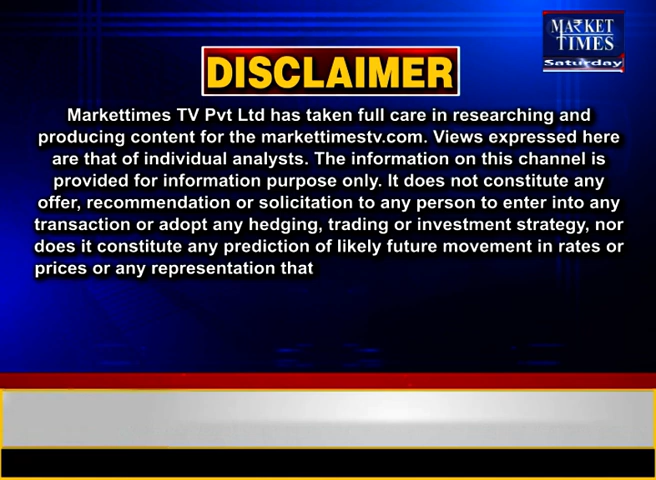 MARKET
TIMES
Saturday
DISCLAIMER
Markettimes TV Pvt Ltd has taken full care in researching and
producing content for the markettimestv.com. Views expressed here
are that of individual analysts. The information on this channel is
provided for information purpose only. It does not constitute any
offer, recommendation or solicitation to any person to enter into any
transaction or adopt any hedging, trading or investment strategy, nor
does it constitute any prediction of likely future movement in rates or
prices or any representation that